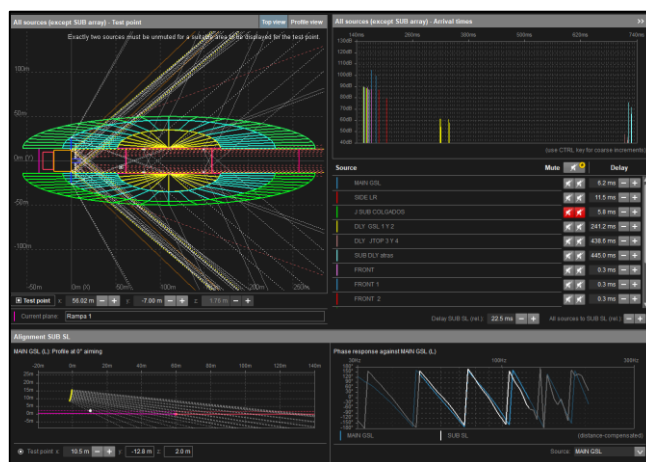 All sources (except SUB array) - Test point
Top view
Profile view
Exactly two sources must be unmuted for a suitable area to be displayed for the test point.
100m
50m
0m (Y)
-50m
-100m
-50m
0m
50m
100m
150m
200m
250m
Test point x: 56.02 m y: -7.00 m z: 1.70 m
Current plane: Rampa 1
All sources (except SUB array) - Arrival times
140ms 260ms 380ms 500ms 620ms 740ms
130dB
120dB
110dB
100dB
90dB
80dB
70dB
60dB
50dB
40dB
(use CTRL key for coarse increments)
Source Mute Delay
MAIN GSL 6.2 ms
SIDE LR 11.5 ms
J SUB COLGADOS 5.8 ms
DLY GSL 1 Y 2 241.2 ms
DLY JTOP 3 Y 4 438.6 ms
SUB DLY atras 445.0 ms
FRONT 0.3 ms
FRONT 1 0.3 ms
FRONT 2 0.3 ms
Delay SUB SL (rel.) 22.5 ms All sources to SUB SL (rel.)
Alignment SUB SL
MAIN GSL (L): Profile at 0° aiming
-20m 0m 20m 40m 60m 80m 100m 120m 140m
25m
20m
15m
10m
5m
0m
-5m
Test point x: 10.5 m y: -12.8 m z: 2.0 m
Phase response against MAIN GSL (L)
30Hz 100Hz 300Hz
MAIN GSL
SUB SL
(distance-compensated)
Source: MAIN GSL